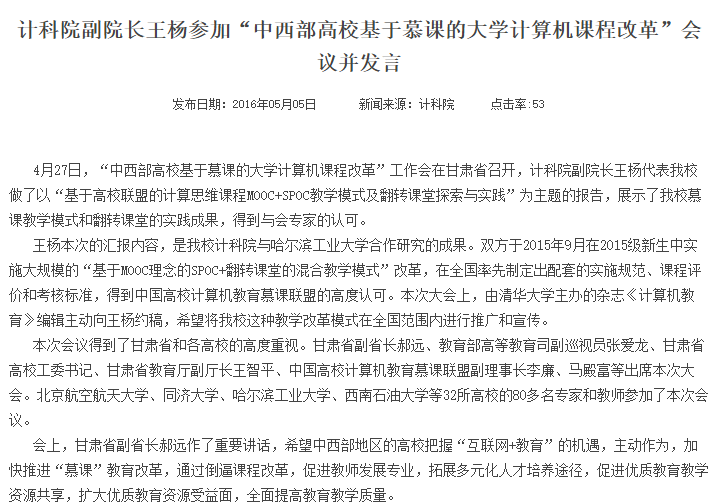 计科院副院长王杨参加“中西部高校基于慕课的大学计算机课程改革”会
议并发言
发布日期：2016年05月05日 新闻来源：计科院 点击率:53
4月27日，“中西部高校基于慕课的大学计算机课程改革”工作会在甘肃省召开，计科院副院长王杨代表我校
做了以“基于高校联盟的计算思维课程MOOC+SPOC教学模式及翻转课堂探索与实践”为主题的报告，展示了我校慕
课教学模式和翻转课堂的实践成果，得到与会专家的认可。
王杨本次的汇报内容，是我校计科院与哈尔滨工业大学合作研究的成果。双方于2015年9月在2015级新生中实
施大规模的“基于MOOC理念的SPOC+翻转课堂的混合教学模式”改革，在全国率先制定出配套的实施规范、课程评
价和考核标准，得到中国高校计算机教育慕课联盟的高度认可。本次大会上，由清华大学主办的杂志《计算机教
育》编辑主动向王杨约稿，希望将我校这种教学改革模式在全国范围内进行推广和宣传。
本次会议得到了甘肃省和各高校的高度重视。甘肃省副省长郝远、教育部高等教育司副巡视员张爱龙、甘肃省
高校工委书记、甘肃省教育厅副厅长王智平、中国高校计算机教育慕课联盟副理事长李廉、马殿富等出席本次大
会。北京航空航天大学、同济大学、哈尔滨工业大学、西南石油大学等32所高校的80多名专家和教师参加了本次会
议。
会上，甘肃省副省长郝远作了重要讲话，希望中西部地区的高校把握“互联网+教育”的机遇，主动作为，加
快推进“慕课”教育改革，通过倒逼课程改革，促进教师发展专业，拓展多元化人才培养途径，促进优质教育教学
资源共享，扩大优质教育资源受益面，全面提高教育教学质量。